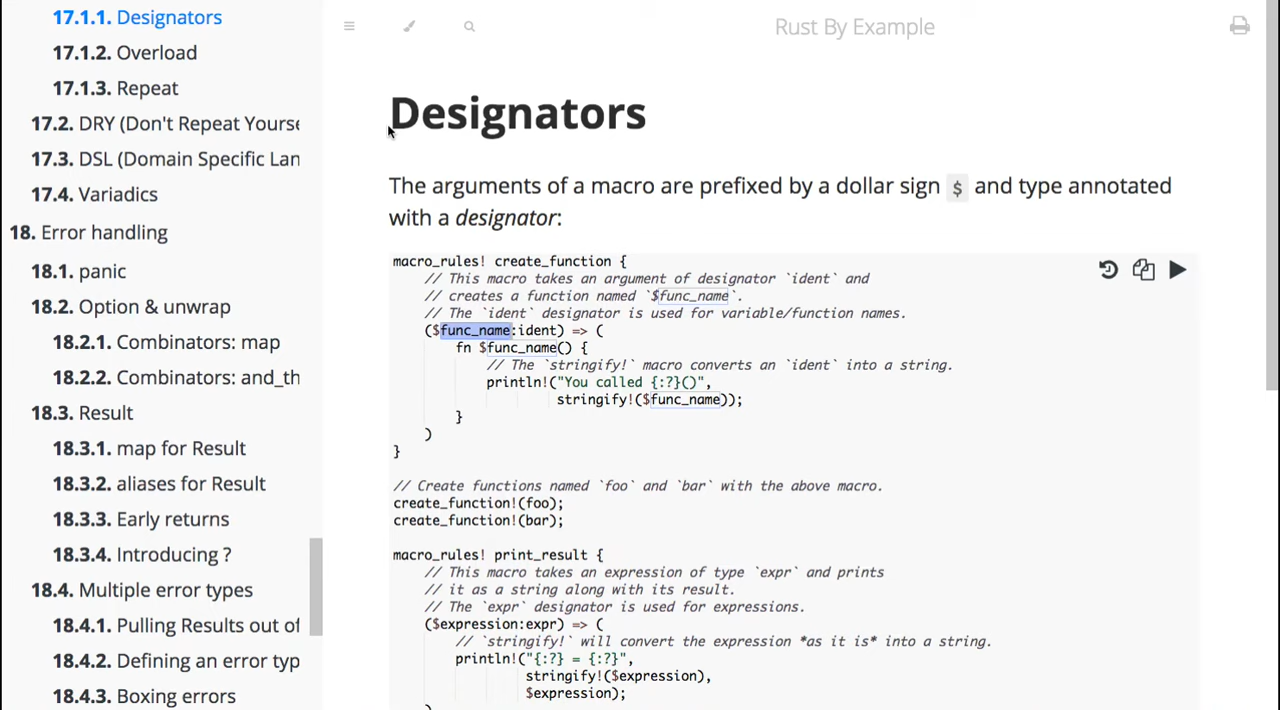 17.1.1. Designators
17.1.2. Overload
17.1.3. Repeat
17.2. DRY (Don't Repeat Yourse
17.3. DSL (Domain Specific Lan
17.4. Variadics
18. Error handling
18.1. panic
18.2. Option & unwrap
18.2.1. Combinators: map
18.2.2. Combinators: and_th
18.3. Result
18.3.1. map for Result
18.3.2. aliases for Result
18.3.3. Early returns
18.3.4. Introducing ?
18.4. Multiple error types
18.4.1. Pulling Results out of
18.4.2. Defining an error typ
18.4.3. Boxing errors
Rust By Example
Designators
The arguments of a macro are prefixed by a dollar sign $ and type annotated
with a designator:
macro_rules! create_function {
// This macro takes an argument of designator `ident` and
// creates a function named `$func_name`.
// The `ident` designator is used for variable/function names.
($func_name:ident) => (
fn $func_name() {
// The `stringify!` macro converts an `ident` into a string.
println!("You called {:?}()",
stringify!($func_name));
}
)
}
// Create functions named `foo` and `bar` with the above macro.
create_function!(foo);
create_function!(bar);
macro_rules! print_result {
// This macro takes an expression of type `expr` and prints
// it as a string along with its result.
// The `expr` designator is used for expressions.
($expression:expr) => (
// `stringify!` will convert the expression *as it is* into a string.
println!("{:?} = {:?}",
stringify!($expression),
$expression);